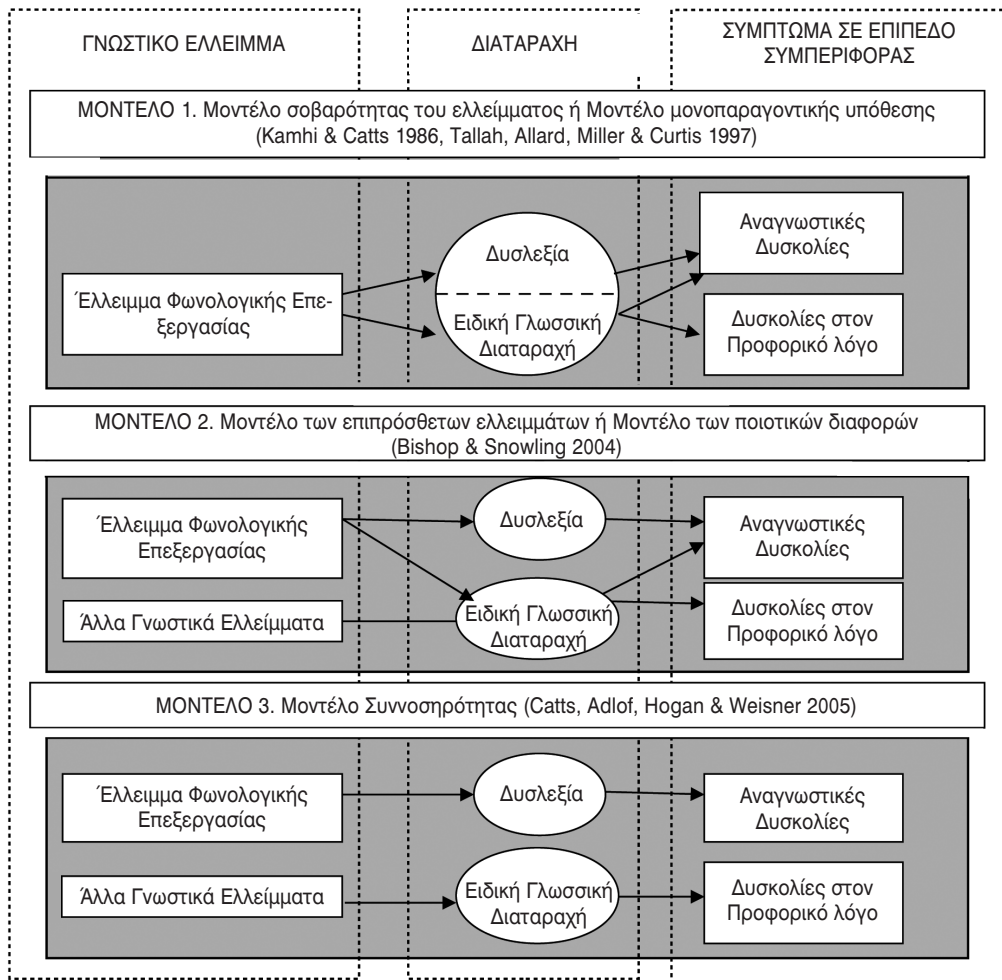 ΓΝΩΣΤΙΚΟ ΕΛΛΕΙΜΜΑ
ΔΙΑΤΑΡΑΧΗ
ΣΥΜΠΤΩΜΑ ΣΕ ΕΠΙΠΕΔΟ
ΣΥΜΠΕΡΙΦΟΡΑΣ
ΜΟΝΤΕΛΟ 1. Μοντέλο σοβαρότητας του ελλείμματος ή Μοντέλο μονοπαραγοντικής υπόθεσης
(Kamhi & Catts 1986, Tallah, Allard, Miller & Curtis 1997)
Έλλειμμα Φωνολογικής Επε-
ξεργασίας
Δυσλεξία
Ειδική Γλωσσική
Διαταραχή
Αναγνωστικές
Δυσκολίες
Δυσκολίες στον
Προφορικό λόγο
ΜΟΝΤΕΛΟ 2. Μοντέλο των επιπρόσθετων ελλειμμάτων ή Μοντέλο των ποιοτικών διαφορών
(Bishop & Snowling 2004)
Έλλειμμα Φωνολογικής
Επεξεργασίας
Άλλα Γνωστικά Ελλείμματα
Δυσλεξία
Ειδική Γλωσσική
Διαταραχή
Αναγνωστικές
Δυσκολίες
Δυσκολίες στον
Προφορικό λόγο
ΜΟΝΤΕΛΟ 3. Μοντέλο Συννοσηρότητας (Catts, Adlof, Hogan & Weisner 2005)
Έλλειμμα Φωνολογικής
Επεξεργασίας
Άλλα Γνωστικά Ελλείμματα
Δυσλεξία
Ειδική Γλωσσική
Διαταραχή
Αναγνωστικές
Δυσκολίες
Δυσκολίες στον
Προφορικό λόγο